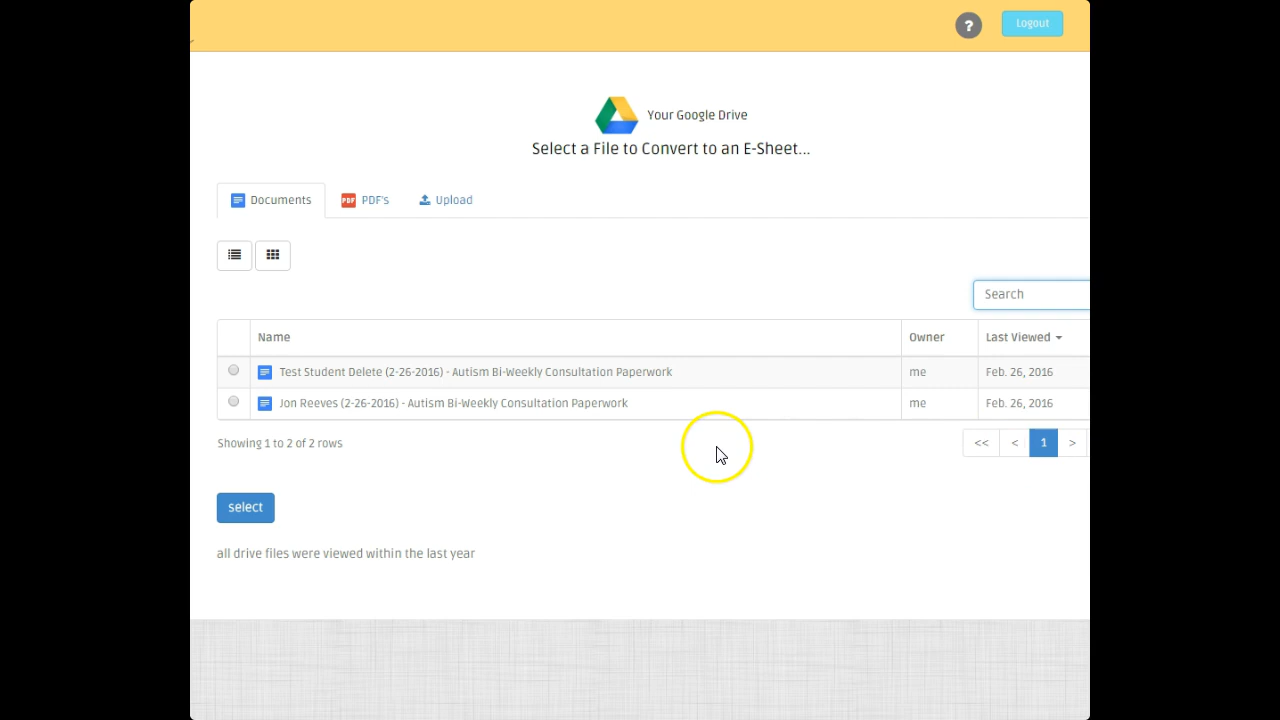 ?
Logout
Your Google Drive
Select a File to Convert to an E-Sheet...
Documents
PDF PDF's
Upload
Search
Name Owner Last Viewed
Test Student Delete (2-26-2016) - Autism Bi-Weekly Consultation Paperwork me Feb. 26, 2016
Jon Reeves (2-26-2016) - Autism Bi-Weekly Consultation Paperwork me Feb. 26, 2016
Showing 1 to 2 of 2 rows << < 1 >
select
all drive files were viewed within the last year